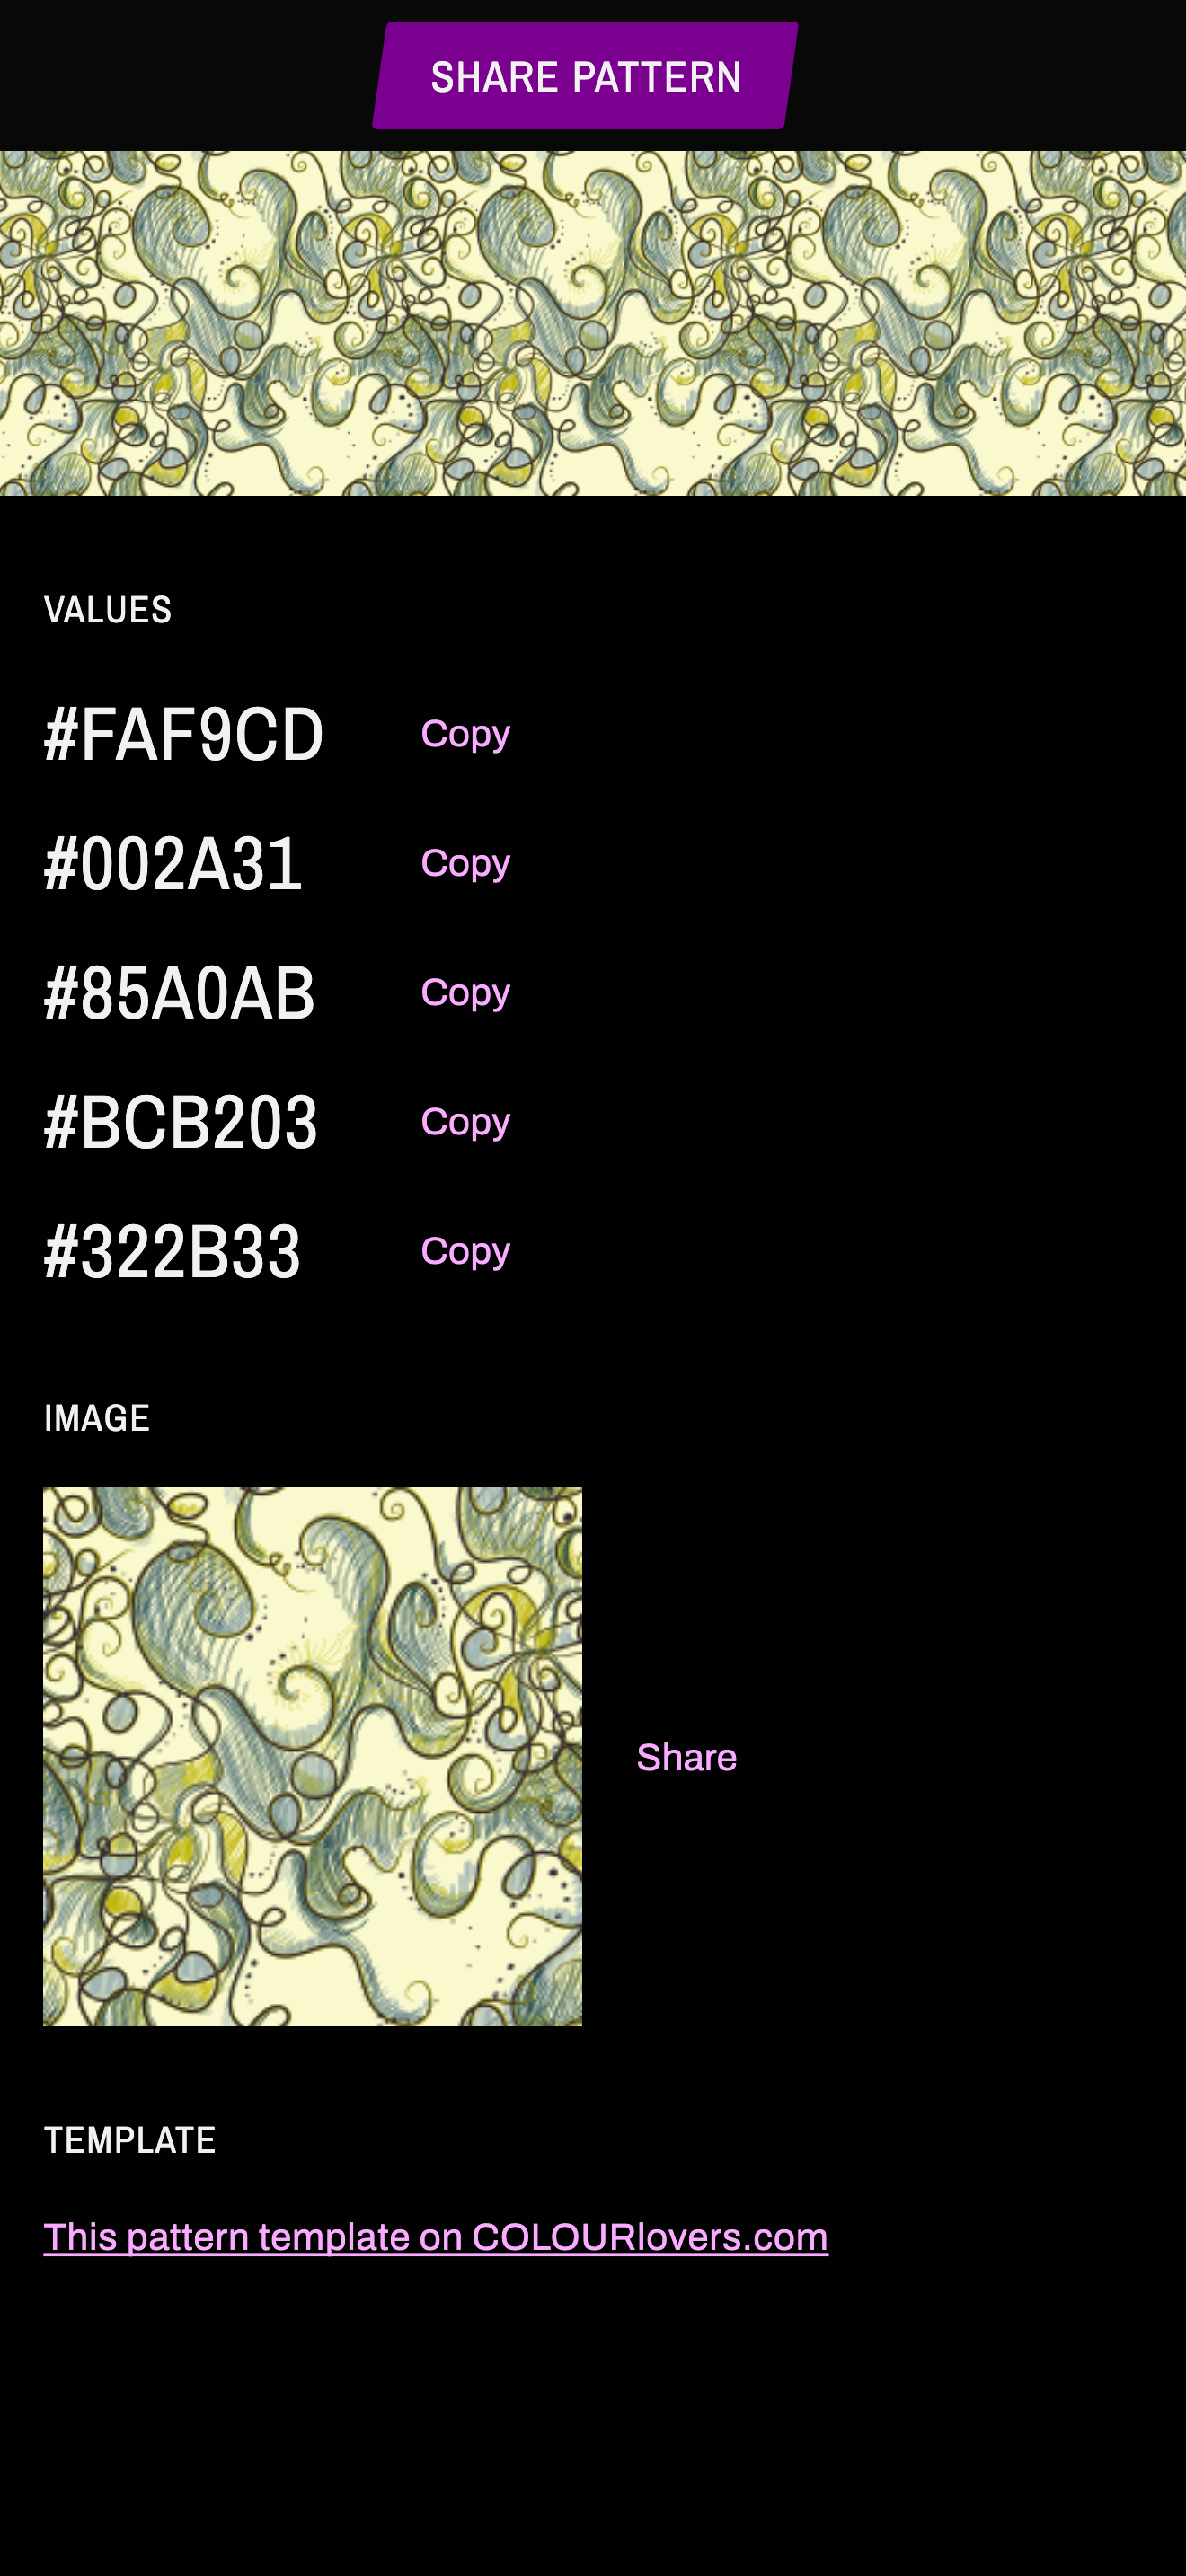 SHARE PATTERN
VALUES
#FAF9CD Copy
#002A31 Copy
#85A0AB Copy
#BCB203 Copy
#322B33 Copy
IMAGE
Share
TEMPLATE
This pattern template on COLOURlovers.com